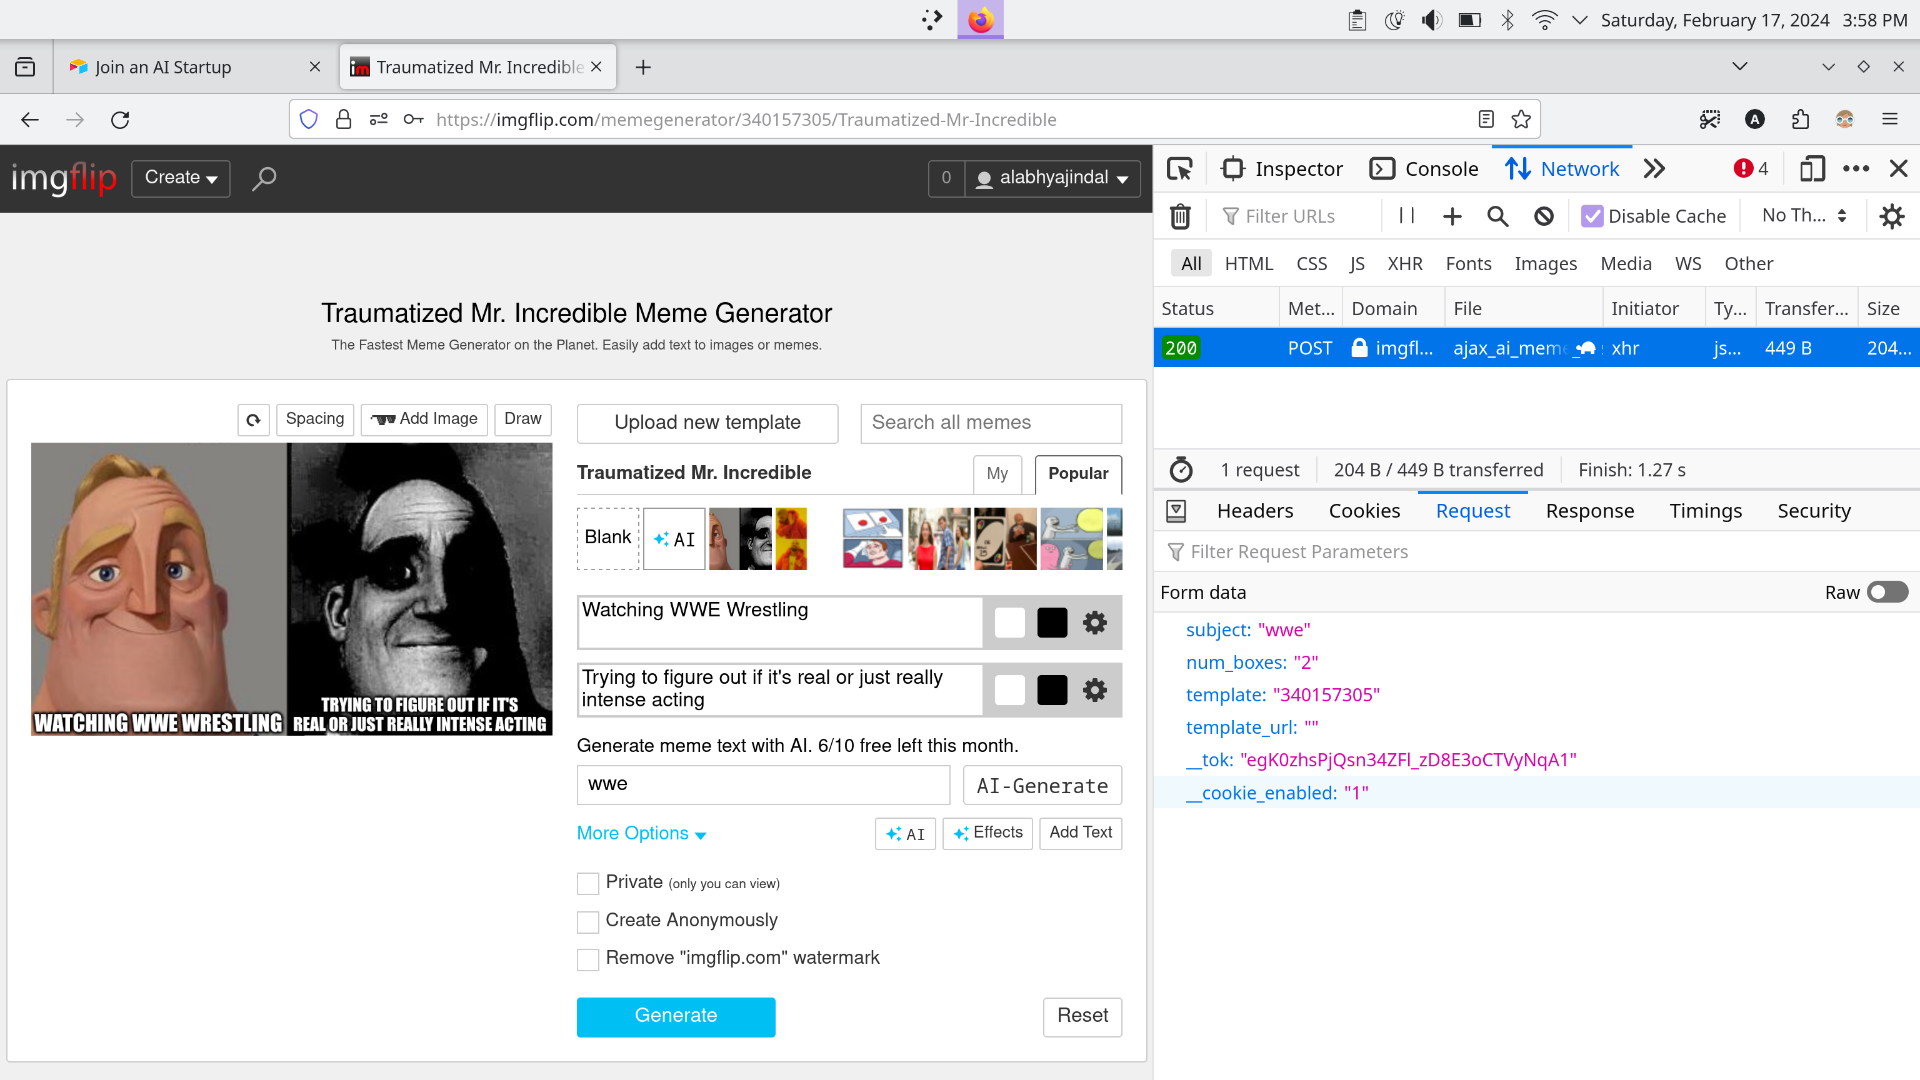 Saturday, February 17, 2024 3:58 PM
Join an AI Startup
Traumatized Mr. Incredible
https://imgflip.com/memegenerator/340157305/Traumatized-Mr-Incredible
imgflip
Create
0
alabhyajindal
Traumatized Mr. Incredible Meme Generator
The Fastest Meme Generator on the Planet. Easily add text to images or memes.
Spacing
Add Image
Draw
Upload new template
Search all memes
Traumatized Mr. Incredible
My
Popular
Blank
AI
WATCHING WWE WRESTLING
TRYING TO FIGURE OUT IF IT'S
REAL OR JUST REALLY INTENSE ACTING
Watching WWE Wrestling
Trying to figure out if it's real or just really
intense acting
Generate meme text with AI. 6/10 free left this month.
wwe
AI-Generate
More Options
AI
Effects
Add Text
Private (only you can view)
Create Anonymously
Remove "imgflip.com" watermark
Generate
Reset
Inspector
Console
Network
4
Filter URLs
Disable Cache
No Th...
All HTML CSS JS XHR Fonts Images Media WS Other
Status Met... Domain File Initiator Ty... Transfer... Size
200 POST imgfl... ajax_ai_meme_ xhr js... 449 B 204...
1 request
204 B / 449 B transferred
Finish: 1.27 s
Headers Cookies Request Response Timings Security
Filter Request Parameters
Form data
Raw
subject: "wwe"
num_boxes: "2"
template: "340157305"
template_url: ""
__tok: "egK0zhsPjQsn34ZFl_zD8E3oCTVyNqA1"
__cookie_enabled: "1"